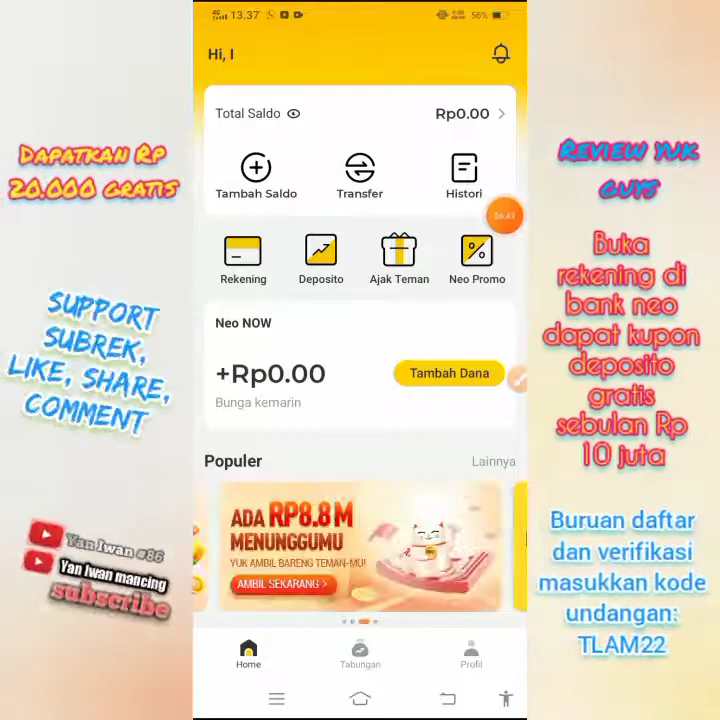 DAPATKAN RP
20.000 GRATIS
SUPPORT
SUBREK,
LIKE, SHARE,
COMMENT
Yan Iwan #86
Yan Iwan mancing
subscribe
4G
13.37
56%
Hi, I
Total Saldo
Rp0.00
Tambah Saldo
Transfer
Histori
Rekening
Deposito
Ajak Teman
Neo Promo
Neo NOW
+Rp0.00
Tambah Dana
Bunga kemarin
Populer
Lainnya
ADA RP8.8 M
MENUNGGUMU
YUK AMBIL BARENG TEMAN-MU!
AMBIL SEKARANG >
Home
Tabungan
Profil
REVIEW YUK
GUYS
Buka
rekening di
bank neo
dapat kupon
deposito
gratis
sebulan Rp
10 juta
Buruan daftar
dan verifikasi
masukkan kode
undangan:
TLAM22